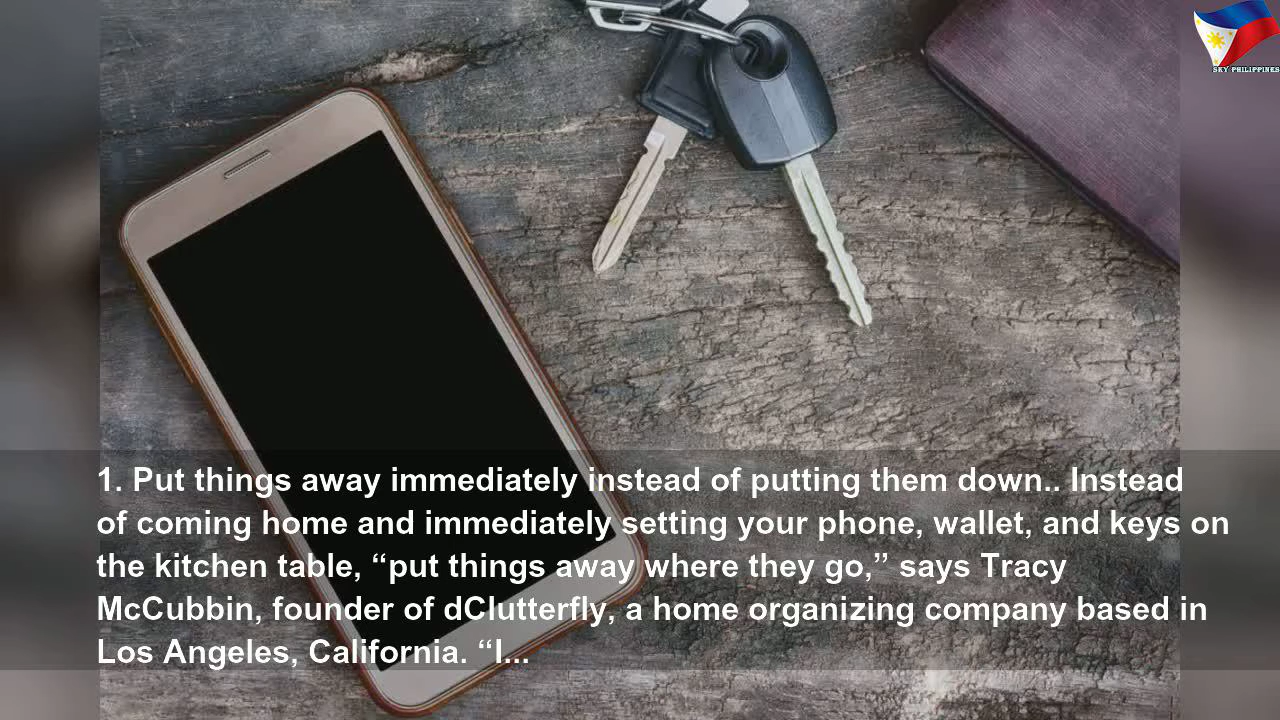 SKY PHILIPPINES
1. Put things away immediately instead of putting them down.. Instead
of coming home and immediately setting your phone, wallet, and keys on
the kitchen table, “put things away where they go,” says Tracy
McCubbin, founder of dClutterfly, a home organizing company based in
Los Angeles, California. “I...